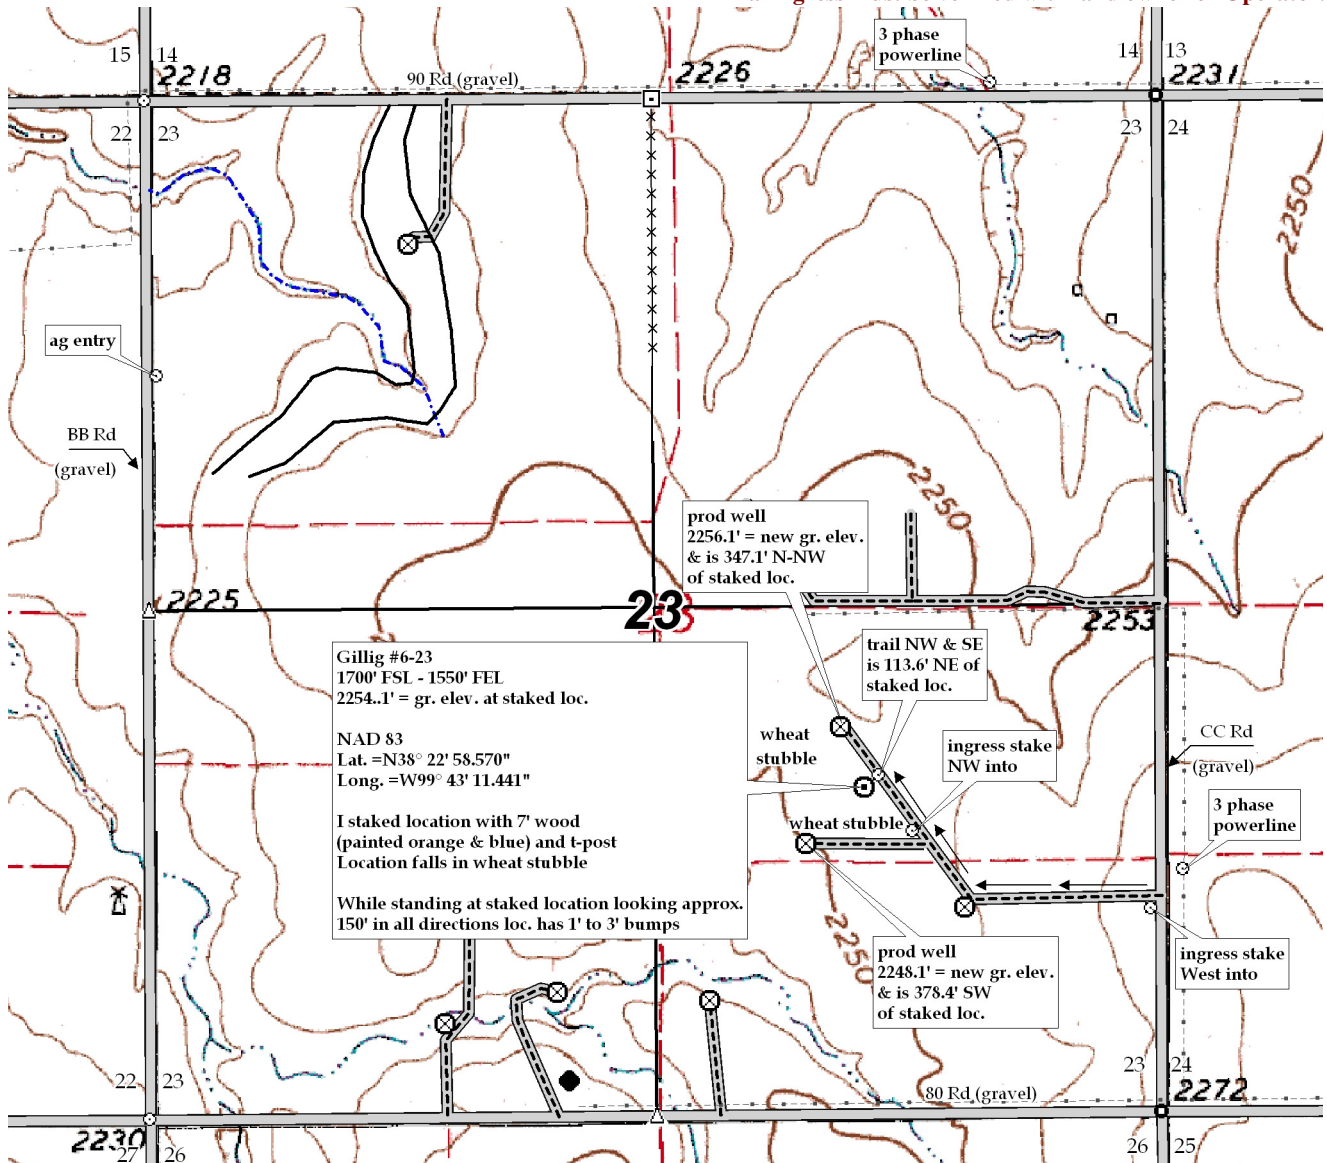 3 phase
powerline
15
14
14
13
2218
90 Rd (gravel)
2226
2231
22
23
23
24
2250
ag entry
BB Rd
(gravel)
2250
prod well
2256.1' = new gr. elev.
& is 347.1' N-NW
of staked loc.
2225
23
2253
Gillig #6-23
1700' FSL - 1550' FEL
2254..1' = gr. elev. at staked loc.
NAD 83
Lat. =N38° 22' 58.570"
Long. =W99° 43' 11.441"
I staked location with 7' wood
(painted orange & blue) and t-post
Location falls in wheat stubble
While standing at staked location looking approx.
150' in all directions loc. has 1' to 3' bumps
trail NW & SE
is 113.6' NE of
staked loc.
wheat
stubble
ingress stake
NW into
CC Rd
(gravel)
3 phase
powerline
wheat stubble
2250
prod well
2248.1' = new gr. elev.
& is 378.4' SW
of staked loc.
ingress stake
West into
22
23
23
24
80 Rd (gravel)
2272
2230
27
26
26
25